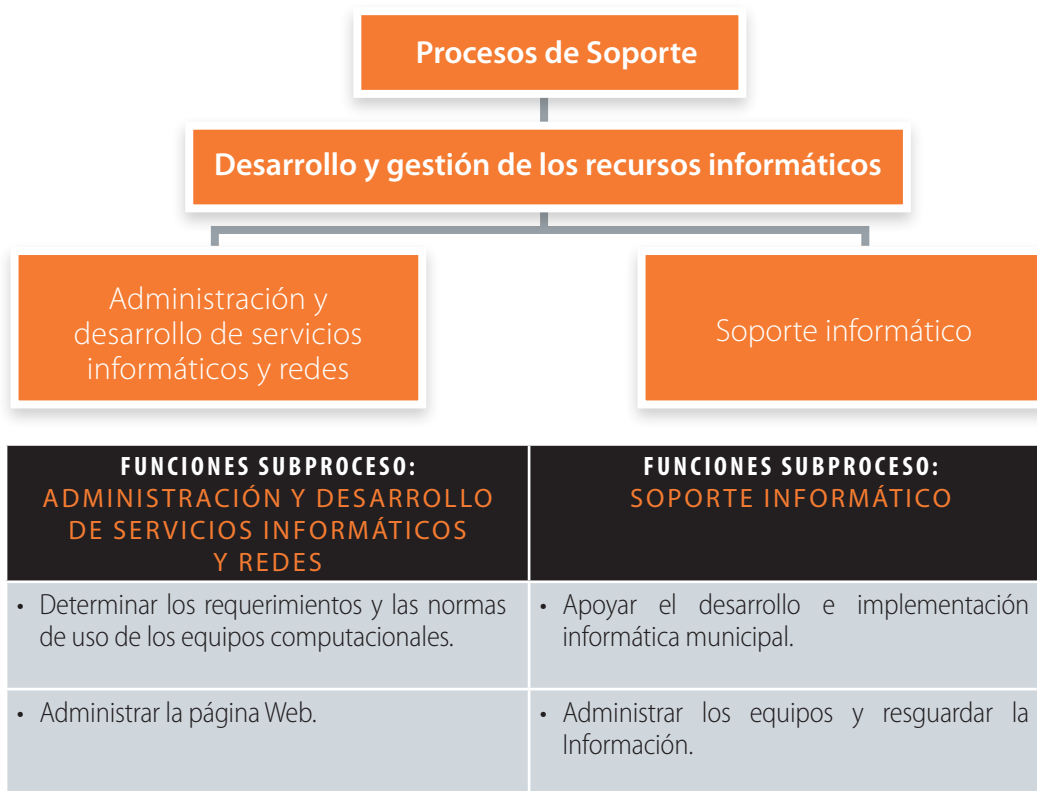 Procesos de Soporte
Desarrollo y gestión de los recursos informáticos
Administración y
desarrollo de servicios
informáticos y redes
Soporte informático
FUNCIONES SUBPROCESO:
ADMINISTRACIÓN Y DESARROLLO
DE SERVICIOS INFORMÁTICOS
Y REDES
FUNCIONES SUBPROCESO:
SOPORTE INFORMÁTICO
• Determinar los requerimientos y las normas
de uso de los equipos computacionales.
• Apoyar el desarrollo e implementación
informática municipal.
• Administrar la página Web.
• Administrar los equipos y resguardar la
Información.